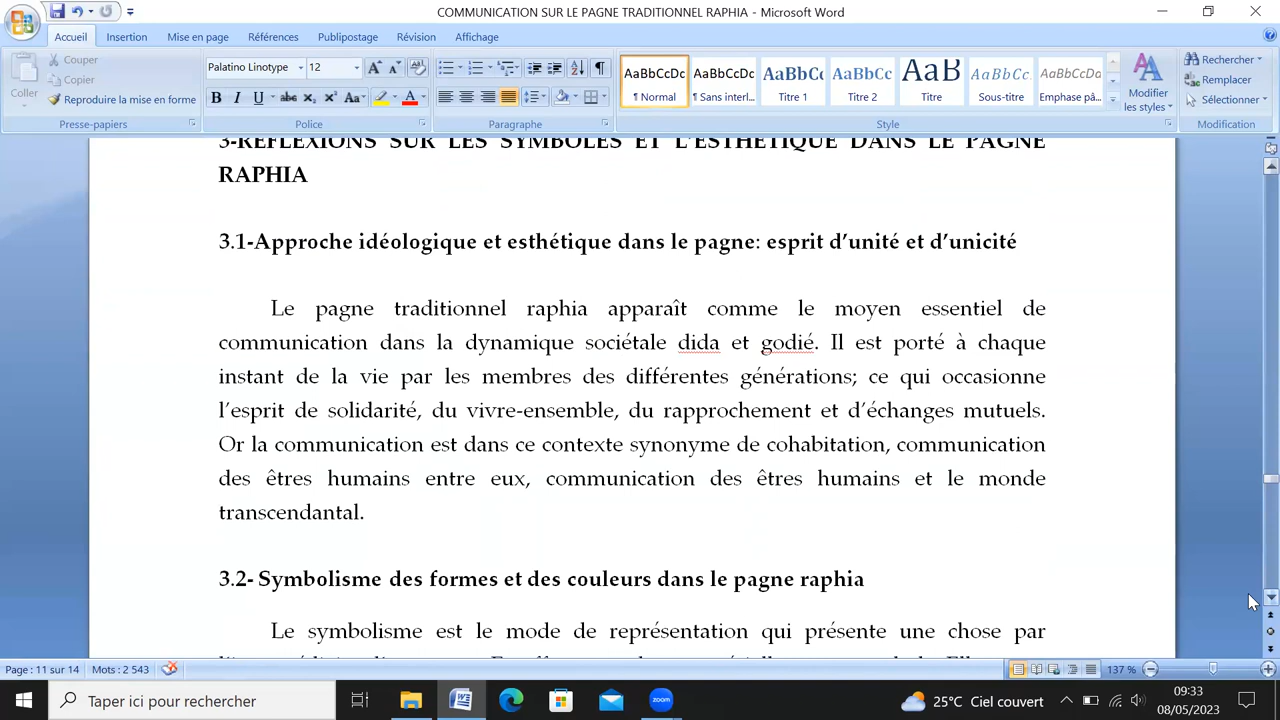 COMMUNICATION SUR LE PAGNE TRADITIONNEL RAPHIA - Microsoft Word
Accueil Insertion Mise en page Références Publipostage Révision Affichage
Coller
Couper
Copier
Reproduire la mise en forme
Presse-papiers
Palatino Linotype 12
Police
Paragraphe
AaBbCcDc AaBbCcDc AaBbCc AaBbCc AaB AaBbCc. AaBbCcDc
¶ Normal ¶ Sans interl... Titre 1 Titre 2 Titre Sous-titre Emphase pâ...
Modifier les styles
Style
Rechercher
Remplacer
Sélectionner
Modification
3-REFLEXIONS SUR LES SYMBOLES ET L'ESTHETIQUE DANS LE PAGNE
RAPHIA
3.1-Approche idéologique et esthétique dans le pagne: esprit d'unité et d'unicité
Le pagne traditionnel raphia apparaît comme le moyen essentiel de
communication dans la dynamique sociétale dida et godié. Il est porté à chaque
instant de la vie par les membres des différentes générations; ce qui occasionne
l'esprit de solidarité, du vivre-ensemble, du rapprochement et d'échanges mutuels.
Or la communication est dans ce contexte synonyme de cohabitation, communication
des êtres humains entre eux, communication des êtres humains et le monde
transcendantal.
3.2- Symbolisme des formes et des couleurs dans le pagne raphia
Le symbolisme est le mode de représentation qui présente une chose par
Page : 11 sur 14 Mots : 2 543 137 %
Taper ici pour rechercher
zoom
25°C Ciel couvert
09:33
08/05/2023